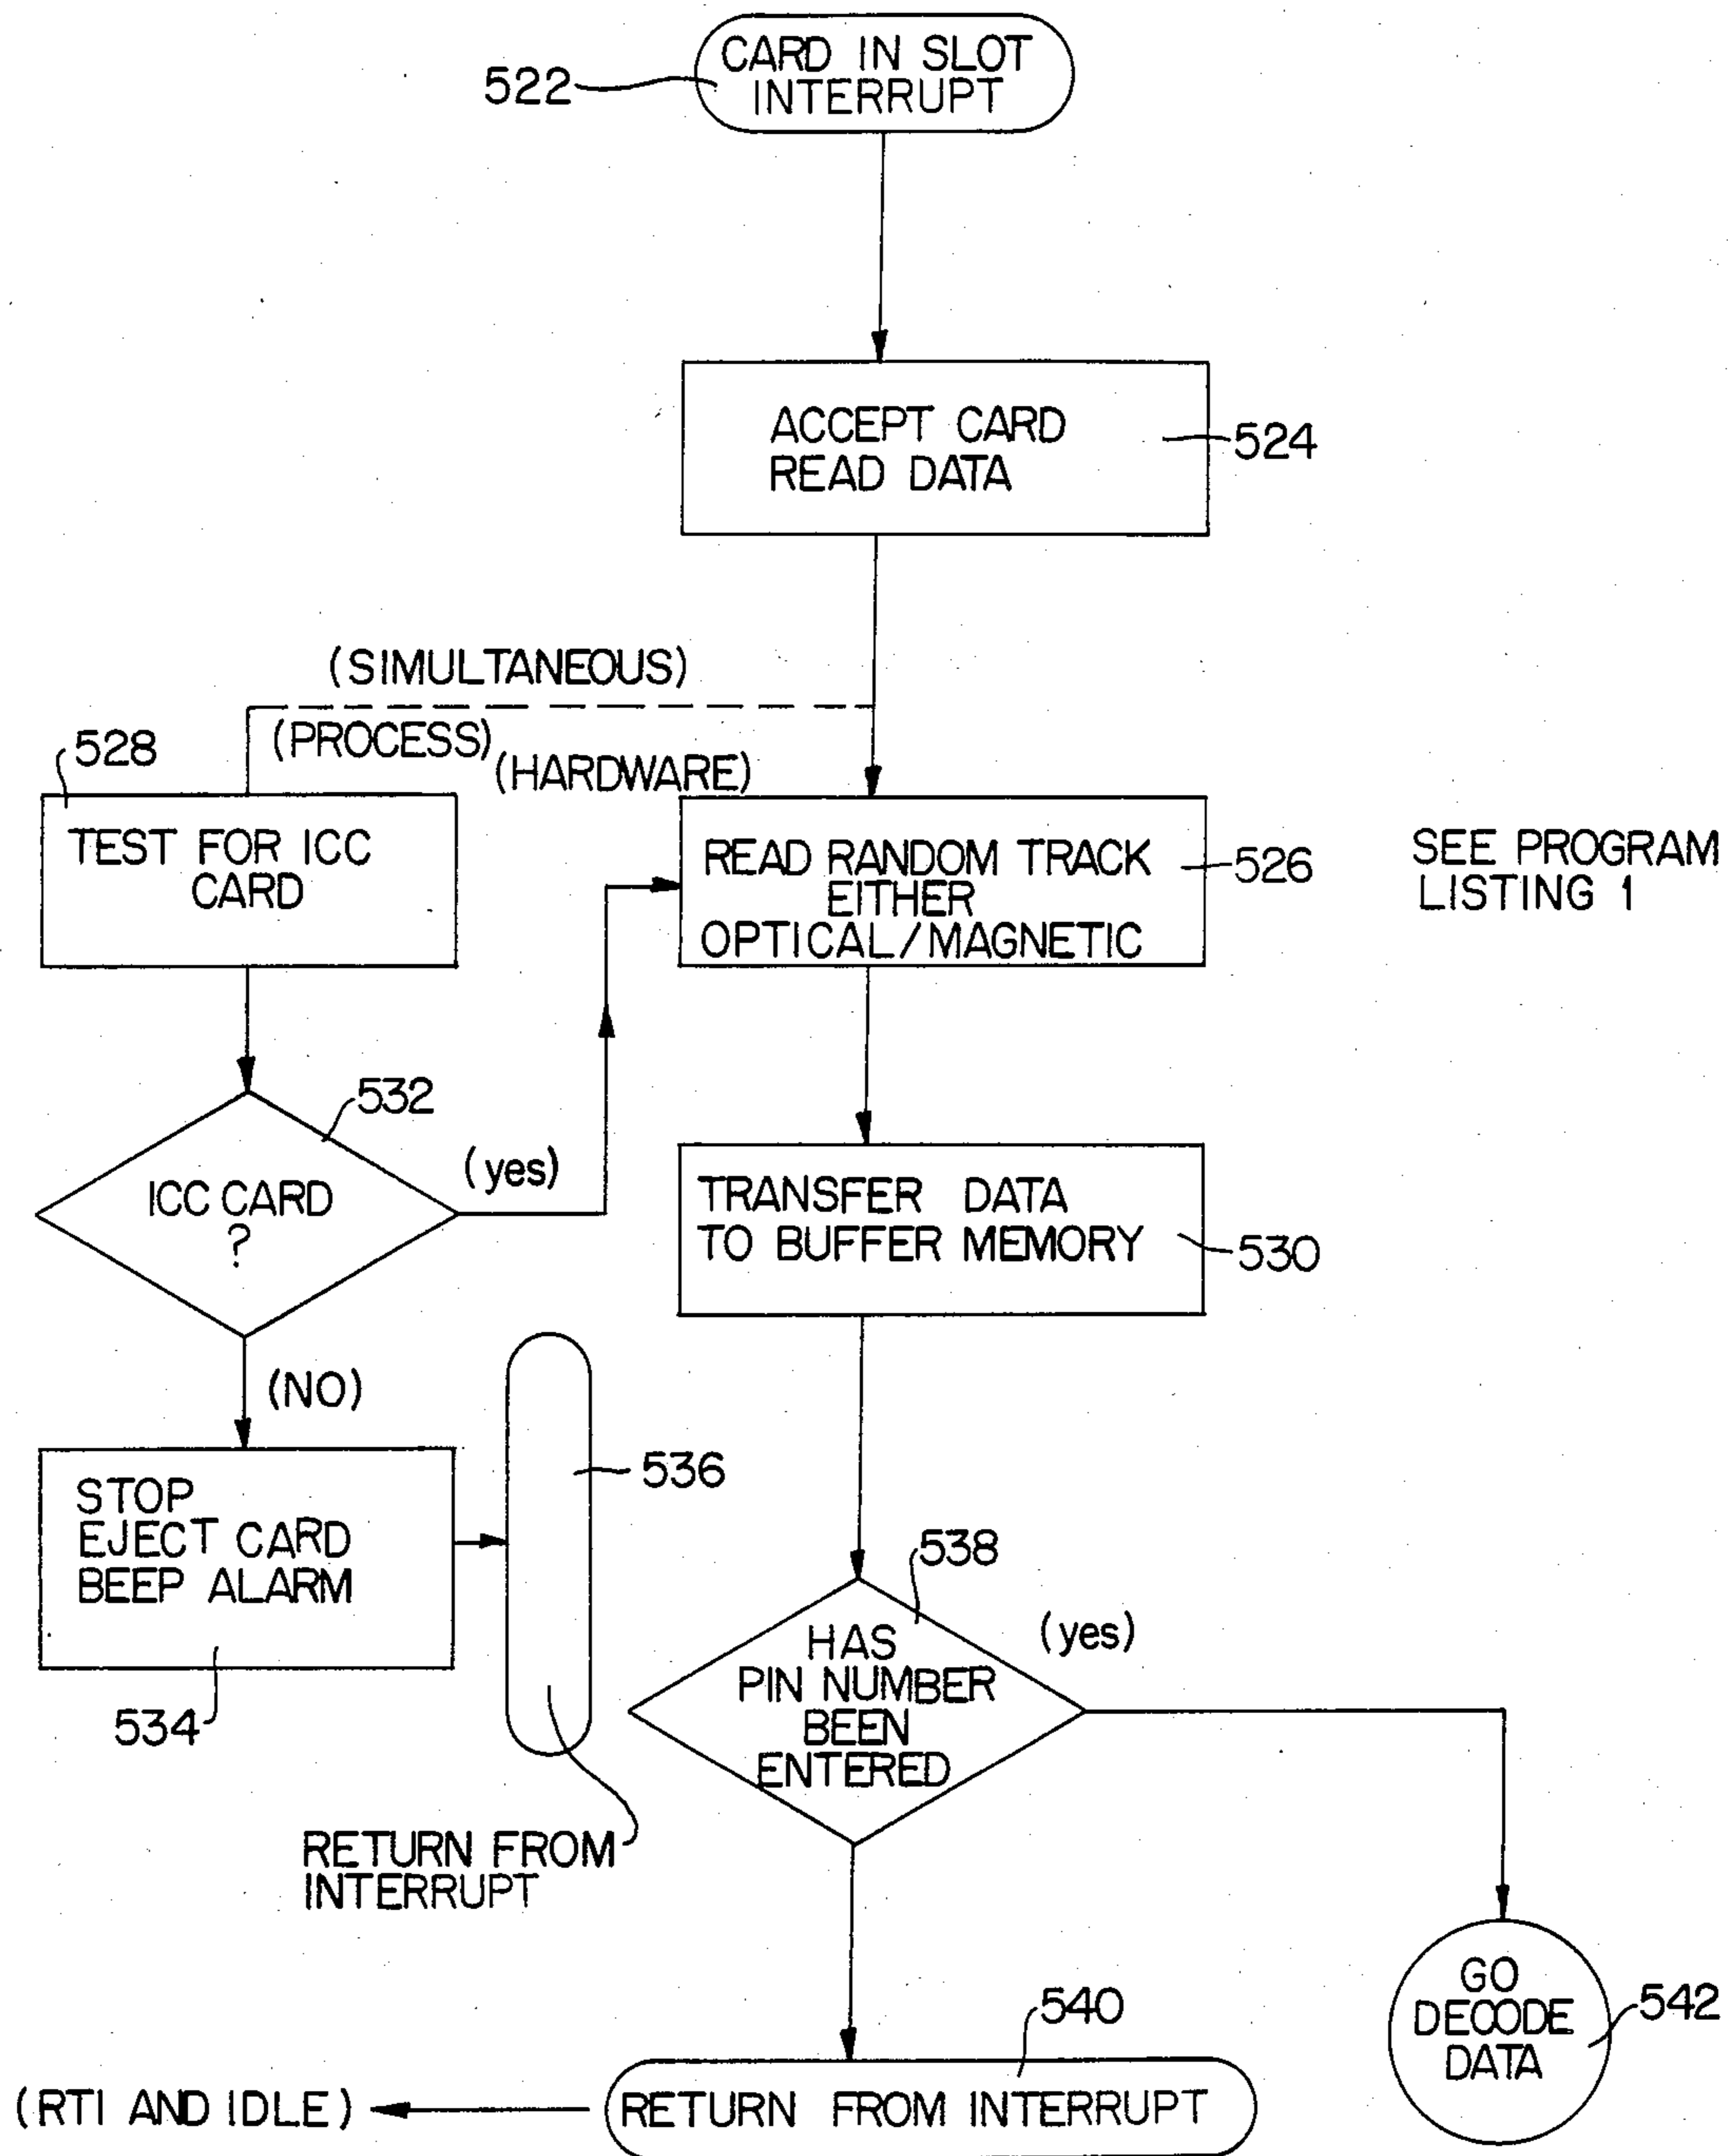 CARD IN SLOT
INTERRUPT
522
ACCEPT CARD
READ DATA
524
(SIMULTANEOUS)
(PROCESS)
(HARDWARE)
528
TEST FOR ICC
CARD
READ RANDOM TRACK
EITHER
OPTICAL/MAGNETIC
526
SEE PROGRAM
LISTING 1
532
ICC CARD
?
(yes)
TRANSFER DATA
TO BUFFER MEMORY
530
(NO)
STOP
EJECT CARD
BEEP ALARM
534
536
RETURN FROM
INTERRUPT
538
HAS
PIN NUMBER
BEEN
ENTERED
(yes)
540
GO
DECODE
DATA
542
(RTI AND IDLE)
RETURN FROM INTERRUPT